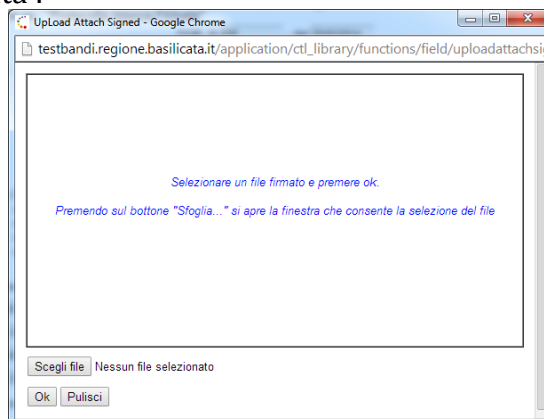 UpLoad Attach Signed - Google Chrome
testbandi.regione.basilicata.it/application/ctl_library/functions/field/uploadattachsi
Selezionare un file firmato e premere ok.
Premendo sul bottone "Sfoglia..." si apre la finestra che consente la selezione del file
Scegli file Nessun file selezionato
Ok Pulisci